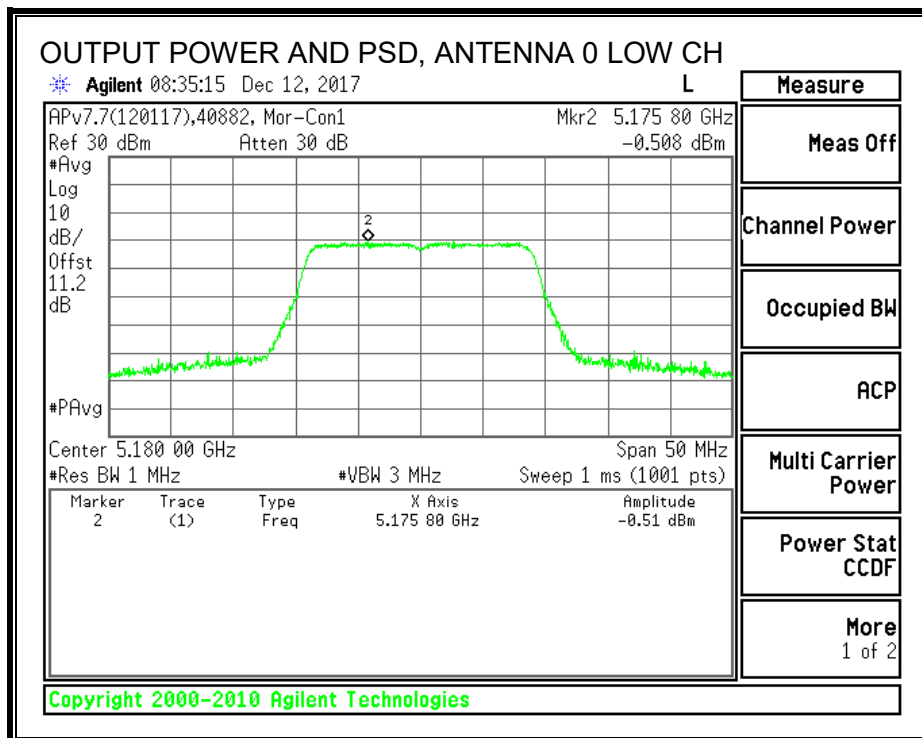 OUTPUT POWER AND PSD, ANTENNA 0 LOW CH
Agilent 08:35:15 Dec 12, 2017 L
APv7.7(120117),40882, Mor-Con1 Mkr2 5.175 80 GHz
Ref 30 dBm Atten 30 dB -0.508 dBm
#Avg
Log
10
dB/
Offst
11.2
dB
2
#PAvg
Center 5.180 00 GHz Span 50 MHz
#Res BW 1 MHz #VBW 3 MHz Sweep 1 ms (1001 pts)
Marker Trace Type X Axis Amplitude
2 (1) Freq 5.175 80 GHz -0.51 dBm
Measure
Meas Off
Channel Power
Occupied BW
ACP
Multi Carrier
Power
Power Stat
CCDF
More
1 of 2
Copyright 2000-2010 Agilent Technologies